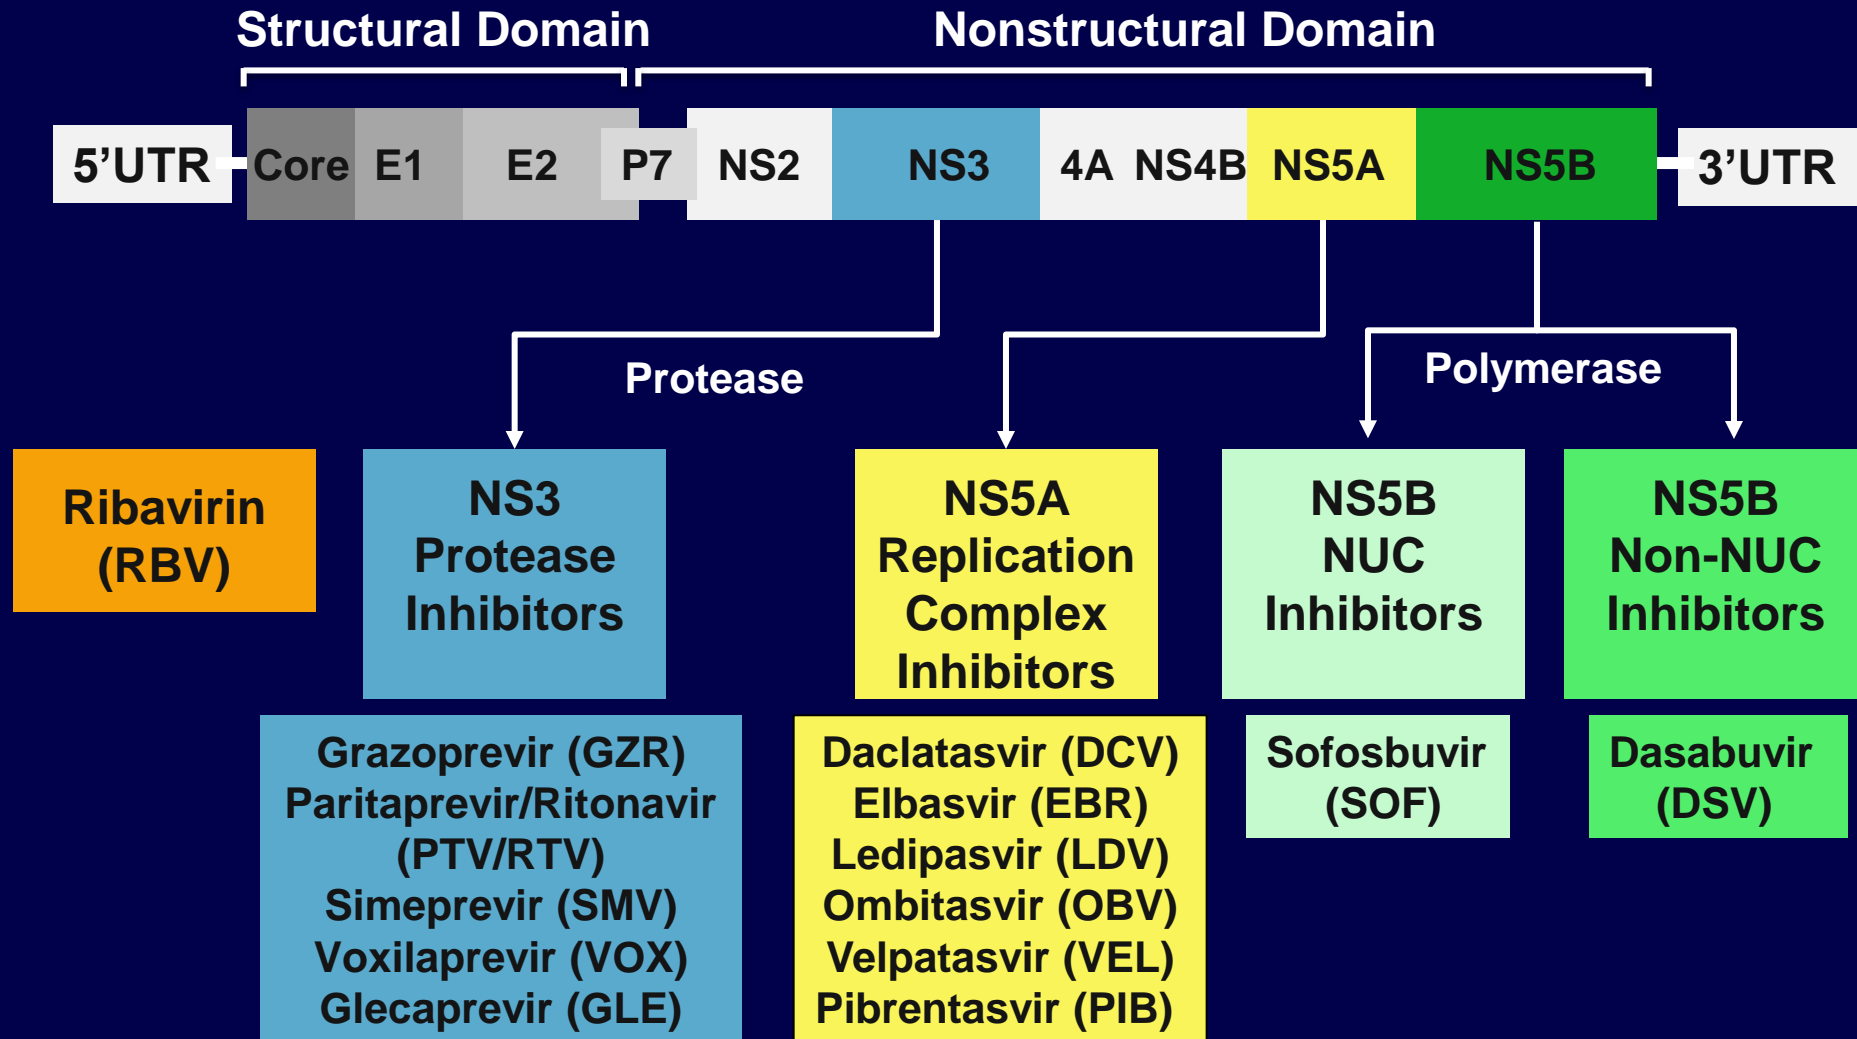 Structural Domain
Nonstructural Domain
5’UTR
Core
E1
E2
P7
NS2
NS3
4A
NS4B
NS5A
NS5B
3’UTR
Protease
Polymerase
Ribavirin
(RBV)
NS3
Protease
Inhibitors
NS5A
Replication
Complex
Inhibitors
NS5B
NUC
Inhibitors
NS5B
Non-NUC
Inhibitors
Grazoprevir (GZR)
Paritaprevir/Ritonavir
(PTV/RTV)
Simeprevir (SMV)
Voxilaprevir (VOX)
Glecaprevir (GLE)
Daclatasvir (DCV)
Elbasvir (EBR)
Ledipasvir (LDV)
Ombitasvir (OBV)
Velpatasvir (VEL)
Pibrentasvir (PIB)
Sofosbuvir
(SOF)
Dasabuvir
(DSV)